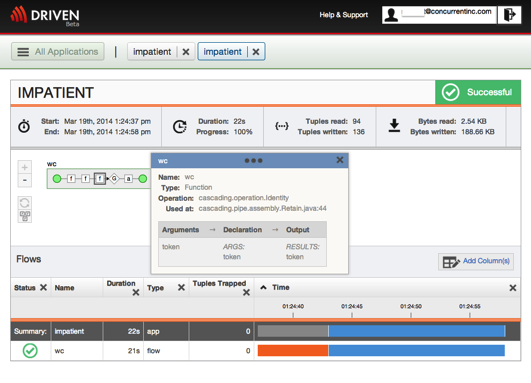 DRIVEN
Beta
Help & Support
@concurrentinc.com
All Applications | impatient impatient
IMPATIENT
Successful
Start: Mar 19th, 2014 1:24:37 pm
End: Mar 19th, 2014 1:24:58 pm
Duration: 22s
Progress: 100%
Tuples read: 94
Tuples written: 136
Bytes read: 2.54 KB
Bytes written: 188.66 KB
wc
f f f G a
wc
Name: wc
Type: Function
Operation: cascading.operation.Identity
Used at: cascading.pipe.assembly.Retain.java:44
Arguments → Declaration → Output
token ARGS: RESULTS:
token token
Flows
Add Column(s)
Status Name Duration Type Tuples Trapped Time
01:24:40 01:24:45 01:24:50 01:24:55
Summary: impatient 22s app 0
wc 21s flow 0